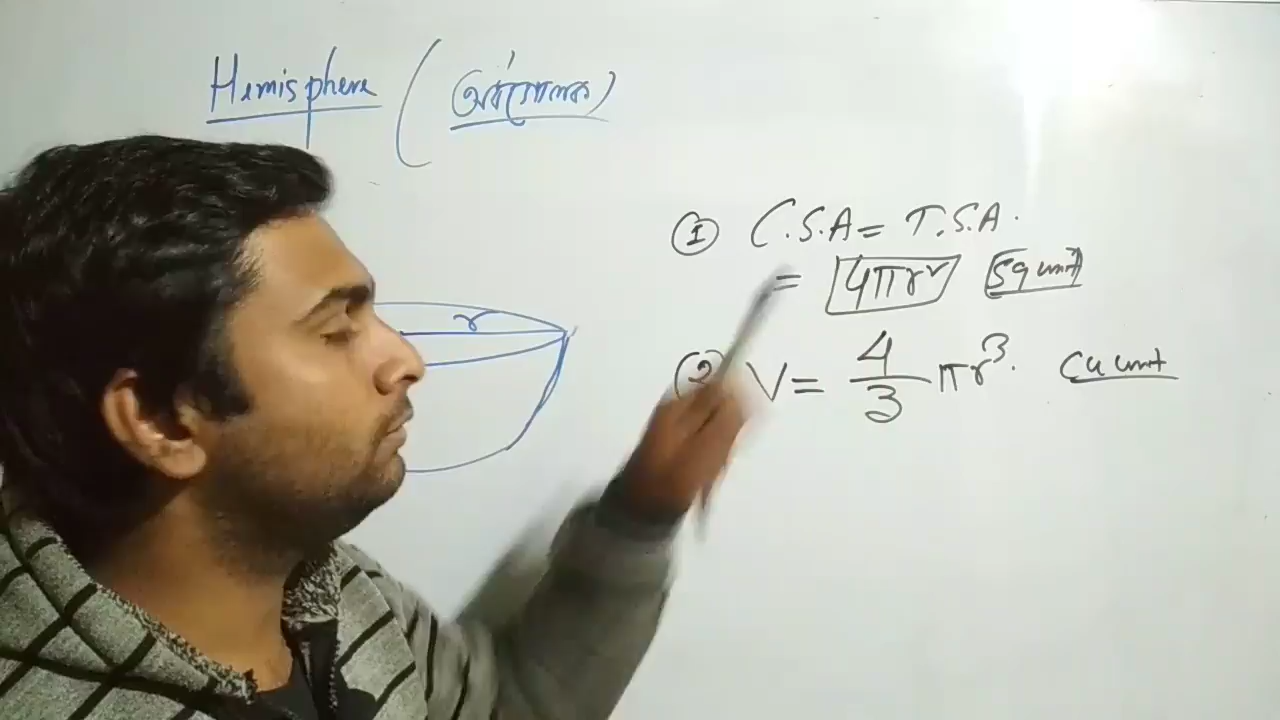 Hemisphere (অর্ধগোলক)
r
① C.S.A = T.S.A.
= 4πr² sq unit
② V = 4/3 πr³. cu unit